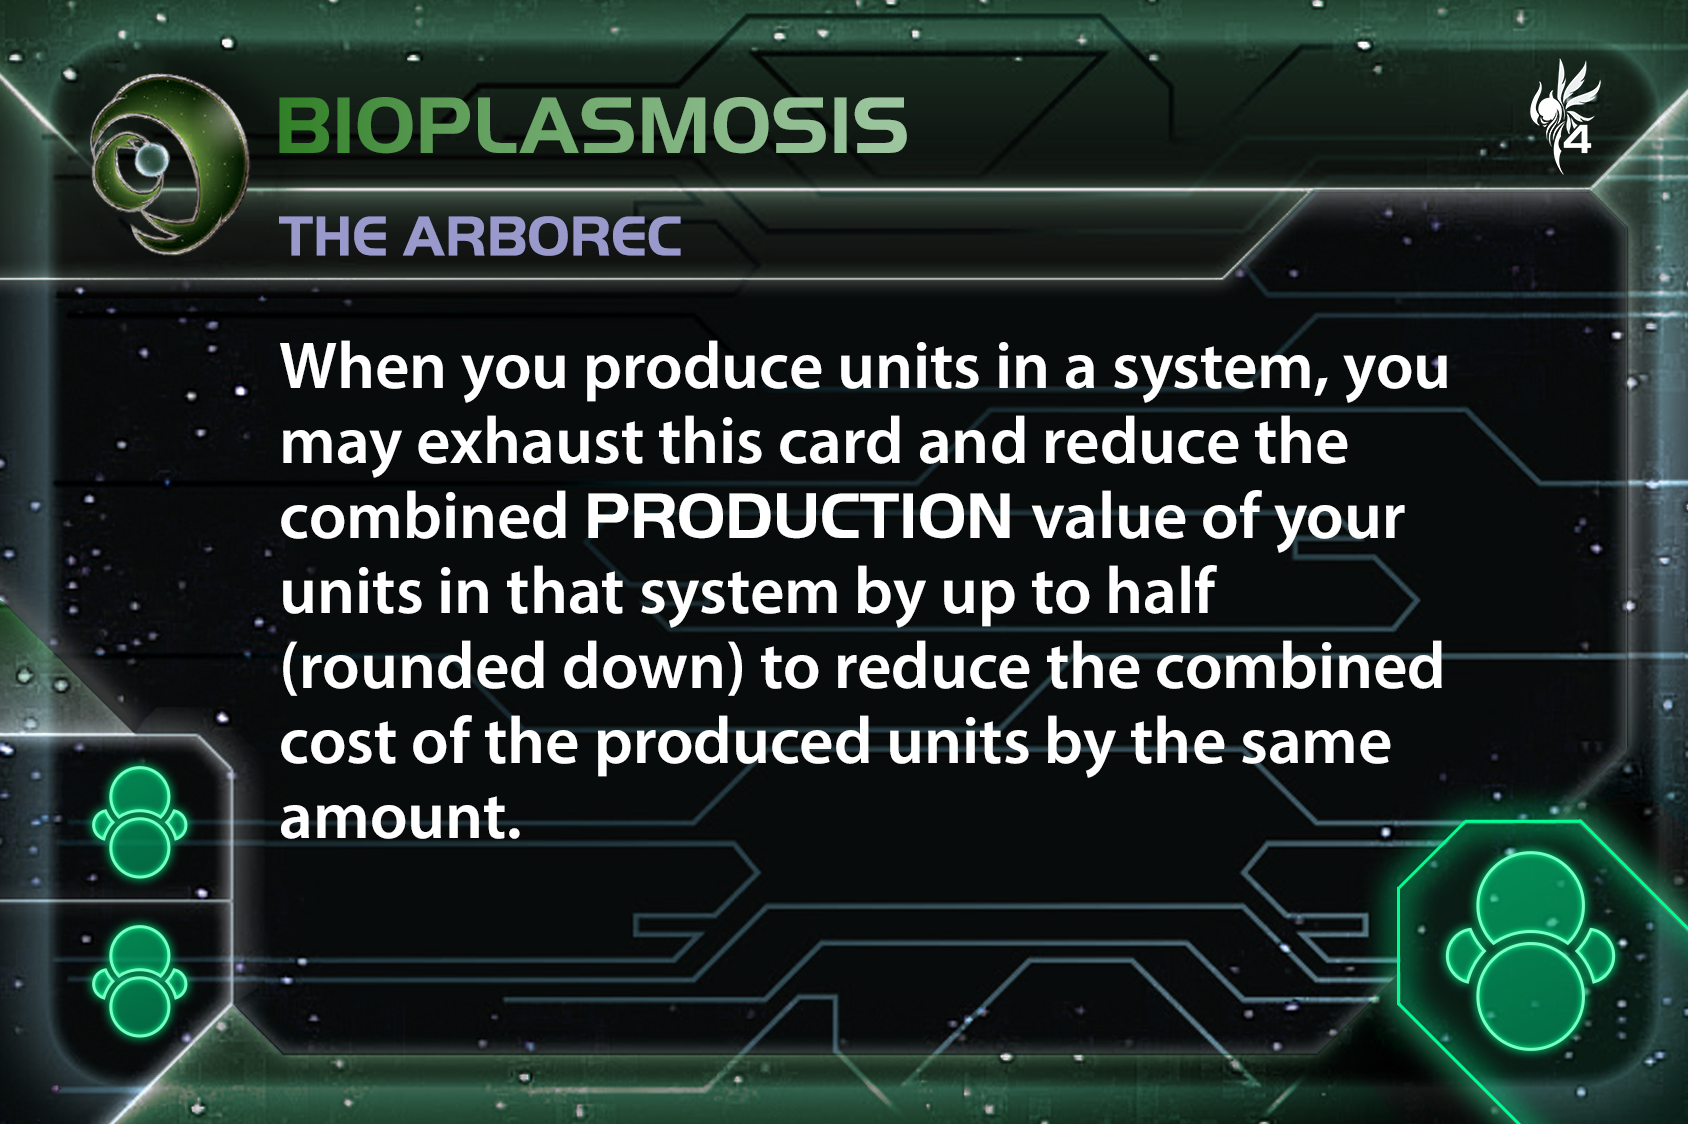 BIOPLASMOSIS
4
THE ARBOREC
When you produce units in a system, you
may exhaust this card and reduce the
combined PRODUCTION value of your
units in that system by up to half
(rounded down) to reduce the combined
cost of the produced units by the same
amount.